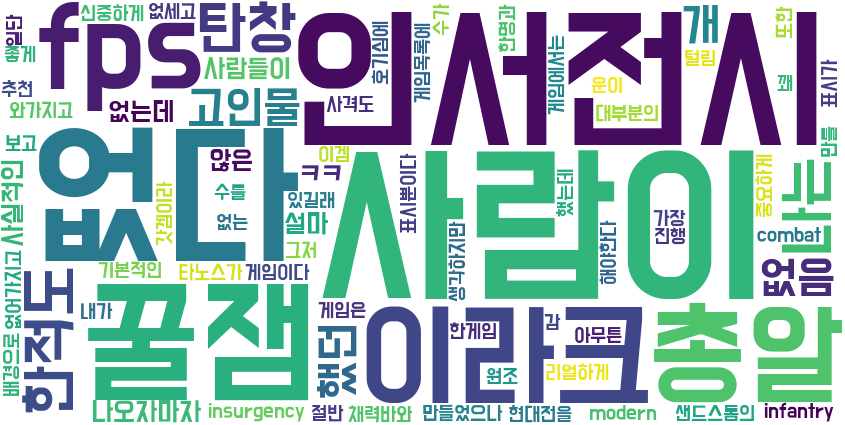 일단 신중하게 없세고 fps 탄창 인서전시 개 또한
좋게 사람들이 호기심에 게임목록에 한명과 수가 게임에서는 털림 꽤 표시가
추천 사격도 운이
와가지고 없는데 고인물 대부분의
보고 없다 않은 이겜 사람이 만들
사실적인 갓겜이라 수를 ㅋㅋ 있길래 표시뿐이다 했는데 중요하게
없는 설마 생각하지만 해야한다 가장 진행 ㅋㅋㅋ combat
그저
기본적인 타노스가 게임이다 없음
배경으로 없어가지고 한적도 내가 꿀잼 했던 게임은 이라크 한게임 감 아무튼 총알
원조 리얼하게
나오자마자 insurgency 절반 채력바와 만들었으나 현대전을 modern 샌드스톰의 infantry